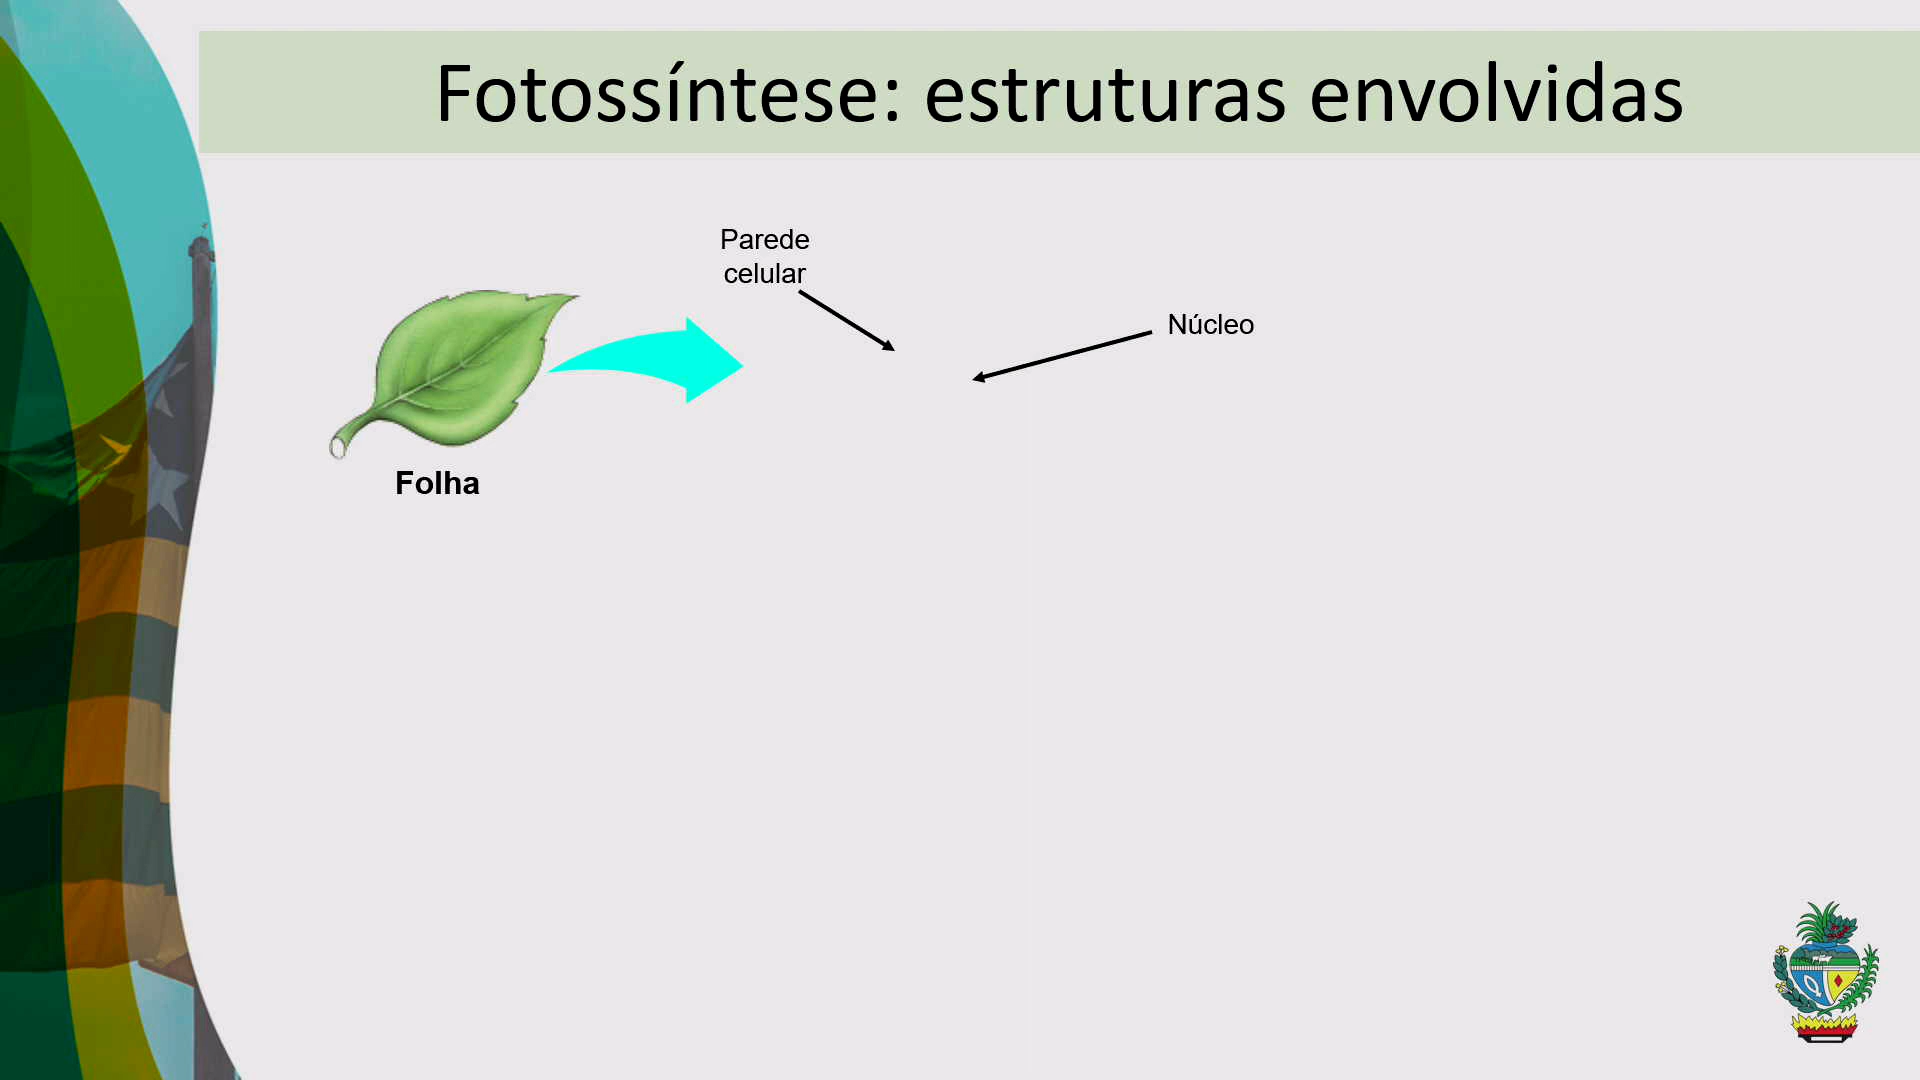 Fotossíntese: estruturas envolvidas
Parede
celular
Núcleo
Folha